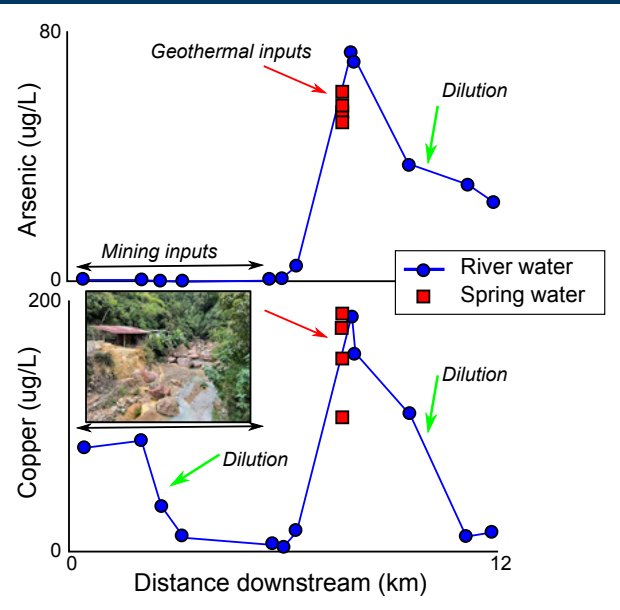 80
Geothermal inputs
Dilution
Arsenic (ug/L)
Mining inputs
0
River water
Spring water
200
Dilution
Copper (ug/L)
Dilution
0
0
12
Distance downstream (km)